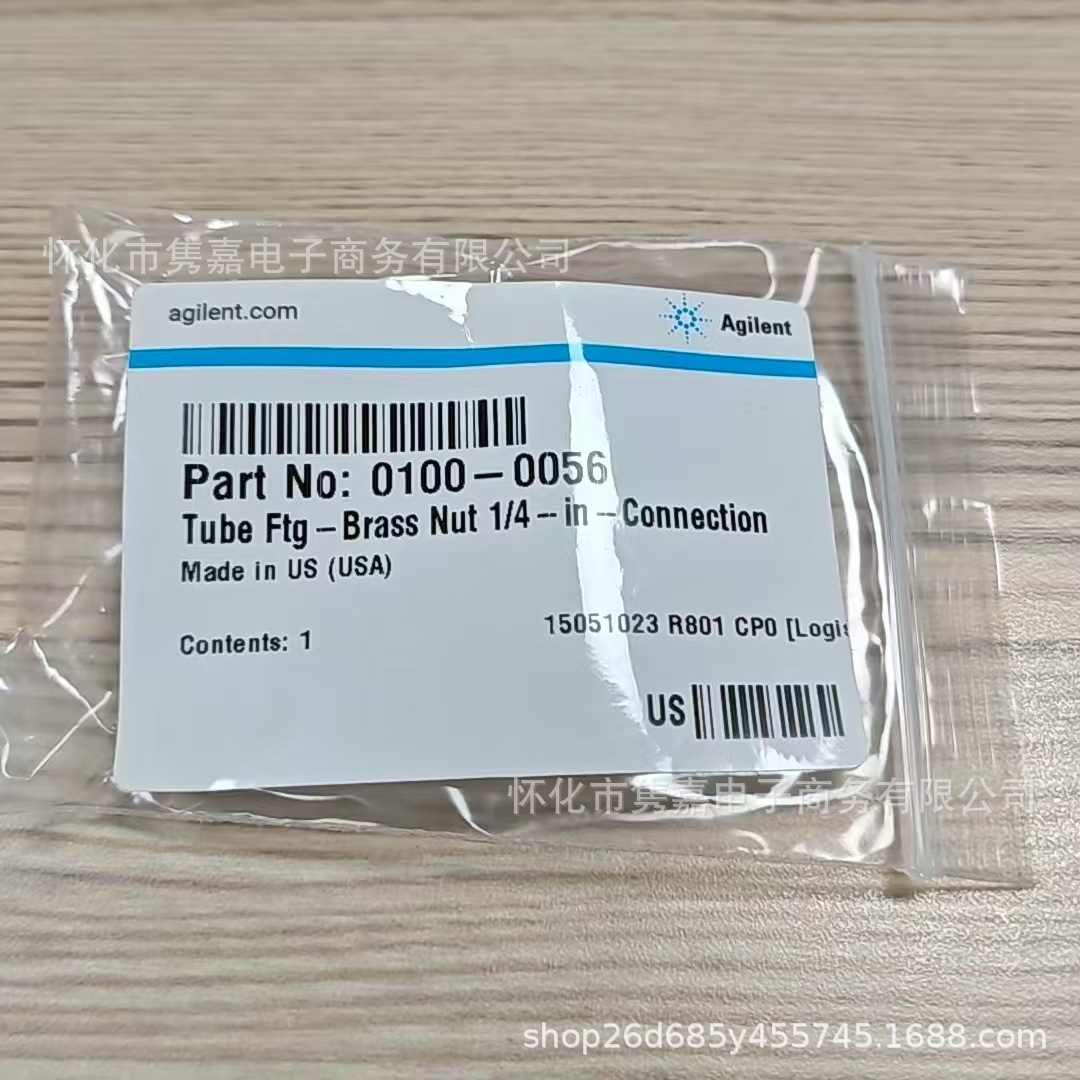 怀化市隽嘉电子商务有限公司
agilent.com
Agilent
Part No: 0100-0056
Tube Ftg-Brass Nut 1/4-in-Connection
Made in US (USA)
15051023 R801 CP0 [Logis
Contents: 1
US
怀化市隽嘉电子商务有限公司
shop26d685y455745.1688.com